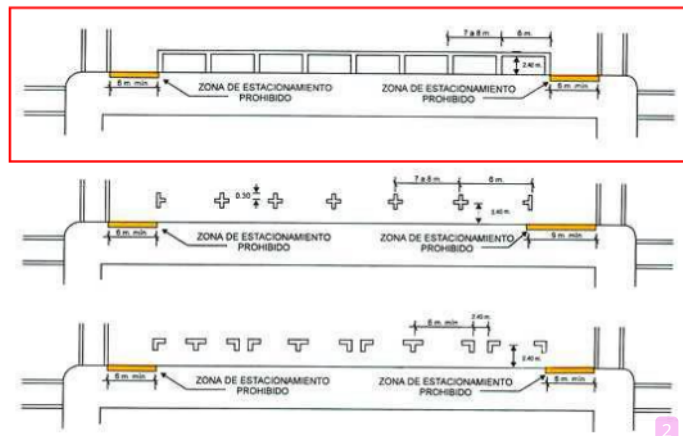 7 a 8 m.
6 m.
2.40 m.
6 m. min
ZONA DE ESTACIONAMIENTO
PROHIBIDO
ZONA DE ESTACIONAMIENTO
PROHIBIDO
6 m. min
7 a 8 m.
6 m.
0.30
2.40 m.
6 m. min
ZONA DE ESTACIONAMIENTO
PROHIBIDO
ZONA DE ESTACIONAMIENTO
PROHIBIDO
6 m. min
6 m. min
2.40 m.
2.40 m.
6 m. min
ZONA DE ESTACIONAMIENTO
PROHIBIDO
ZONA DE ESTACIONAMIENTO
PROHIBIDO
6 m. min
2